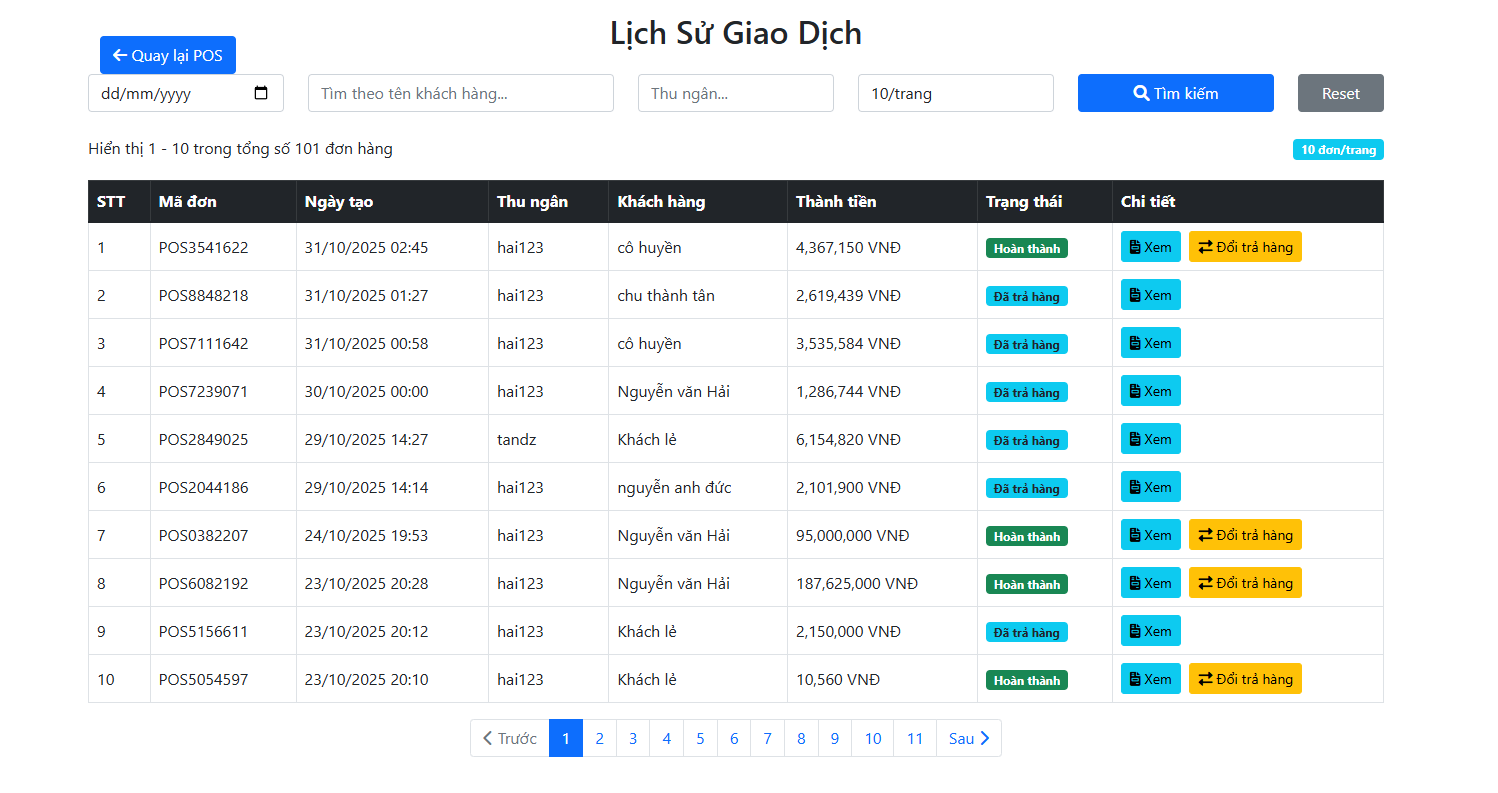 Lịch Sử Giao Dịch
Quay lại POS
dd/mm/yyyy Tìm theo tên khách hàng... Thu ngân... 10/trang Tìm kiếm Reset
Hiển thị 1 - 10 trong tổng số 101 đơn hàng 10 đơn/trang
STT Mã đơn Ngày tạo Thu ngân Khách hàng Thành tiền Trạng thái Chi tiết
1 POS3541622 31/10/2025 02:45 hai123 cô huyền 4,367,150 VNĐ Hoàn thành Xem Đổi trả hàng
2 POS8848218 31/10/2025 01:27 hai123 chu thành tân 2,619,439 VNĐ Đã trả hàng Xem
3 POS7111642 31/10/2025 00:58 hai123 cô huyền 3,535,584 VNĐ Đã trả hàng Xem
4 POS7239071 30/10/2025 00:00 hai123 Nguyễn văn Hải 1,286,744 VNĐ Đã trả hàng Xem
5 POS2849025 29/10/2025 14:27 tandz Khách lẻ 6,154,820 VNĐ Đã trả hàng Xem
6 POS2044186 29/10/2025 14:14 hai123 nguyễn anh đức 2,101,900 VNĐ Đã trả hàng Xem
7 POS0382207 24/10/2025 19:53 hai123 Nguyễn văn Hải 95,000,000 VNĐ Hoàn thành Xem Đổi trả hàng
8 POS6082192 23/10/2025 20:28 hai123 Nguyễn văn Hải 187,625,000 VNĐ Hoàn thành Xem Đổi trả hàng
9 POS5156611 23/10/2025 20:12 hai123 Khách lẻ 2,150,000 VNĐ Đã trả hàng Xem
10 POS5054597 23/10/2025 20:10 hai123 Khách lẻ 10,560 VNĐ Hoàn thành Xem Đổi trả hàng
Trước 1 2 3 4 5 6 7 8 9 10 11 Sau